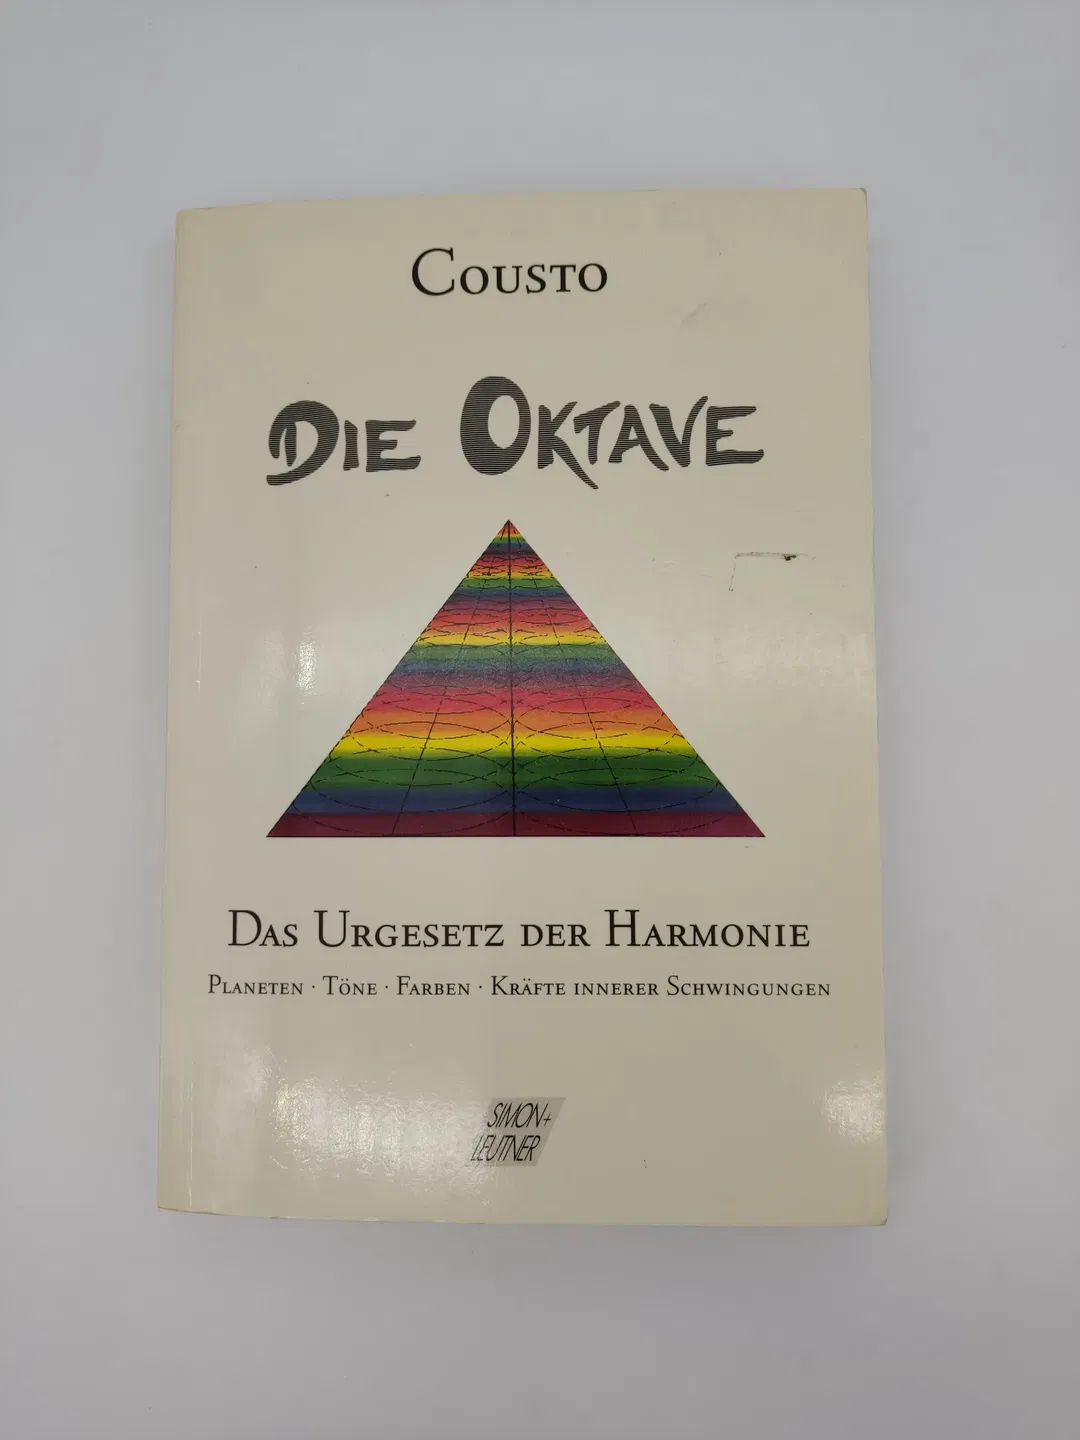 Cousto
Die Oktave
Das Urgesetz der Harmonie
Planeten · Töne · Farben · Kräfte innerer Schwingungen
SIMON+
LEUTNER